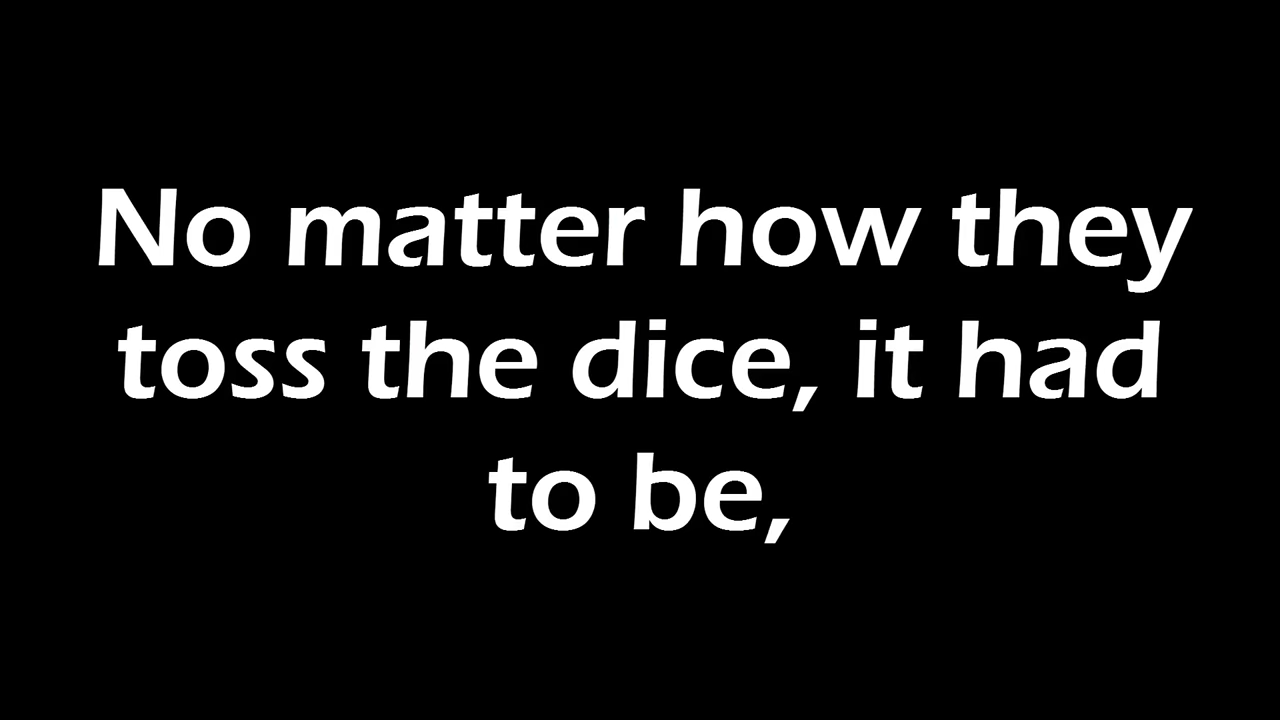 No matter how they
toss the dice, it had
to be,